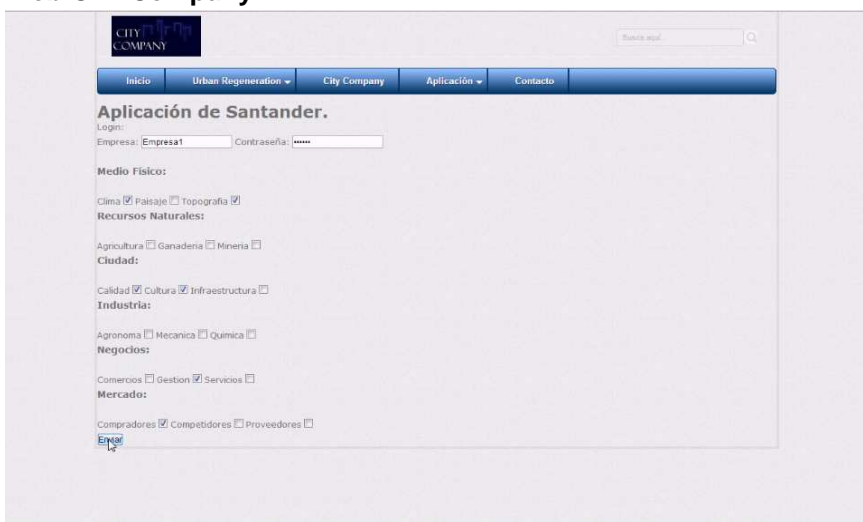 CITY
COMPANY
Busca aquí...
Inicio Urban Regeneration City Company Aplicación Contacto
Aplicación de Santander.
Login:
Empresa: Empresa1 Contraseña: ••••••
Medio Físico:
Clima Paisaje Topografia
Recursos Naturales:
Agricultura Ganaderia Mineria
Ciudad:
Calidad Cultura Infraestructura
Industria:
Agronoma Mecanica Quimica
Negocios:
Comercios Gestion Servicios
Mercado:
Compradores Competidores Proveedores
Enviar